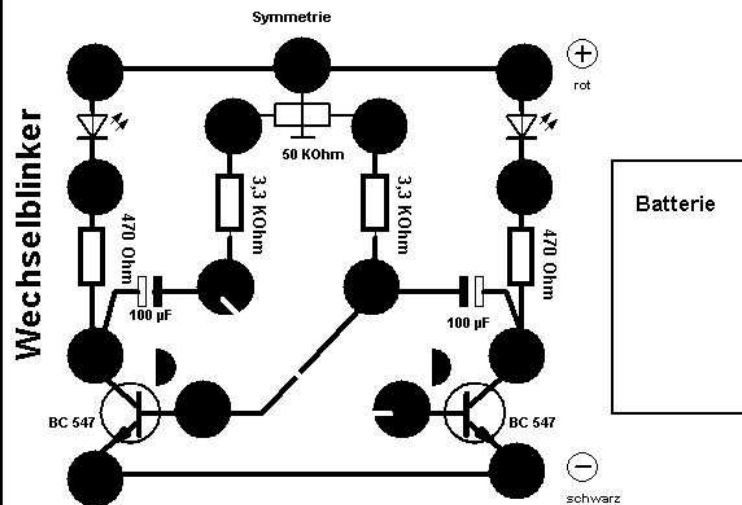 Symmetrie
+
rot
50 KOhm
Wechselblinker
3,3 KOhm
3,3 KOhm
Batterie
470 Ohm
470 Ohm
100 µF
100 µF
BC 547
BC 547
−
schwarz